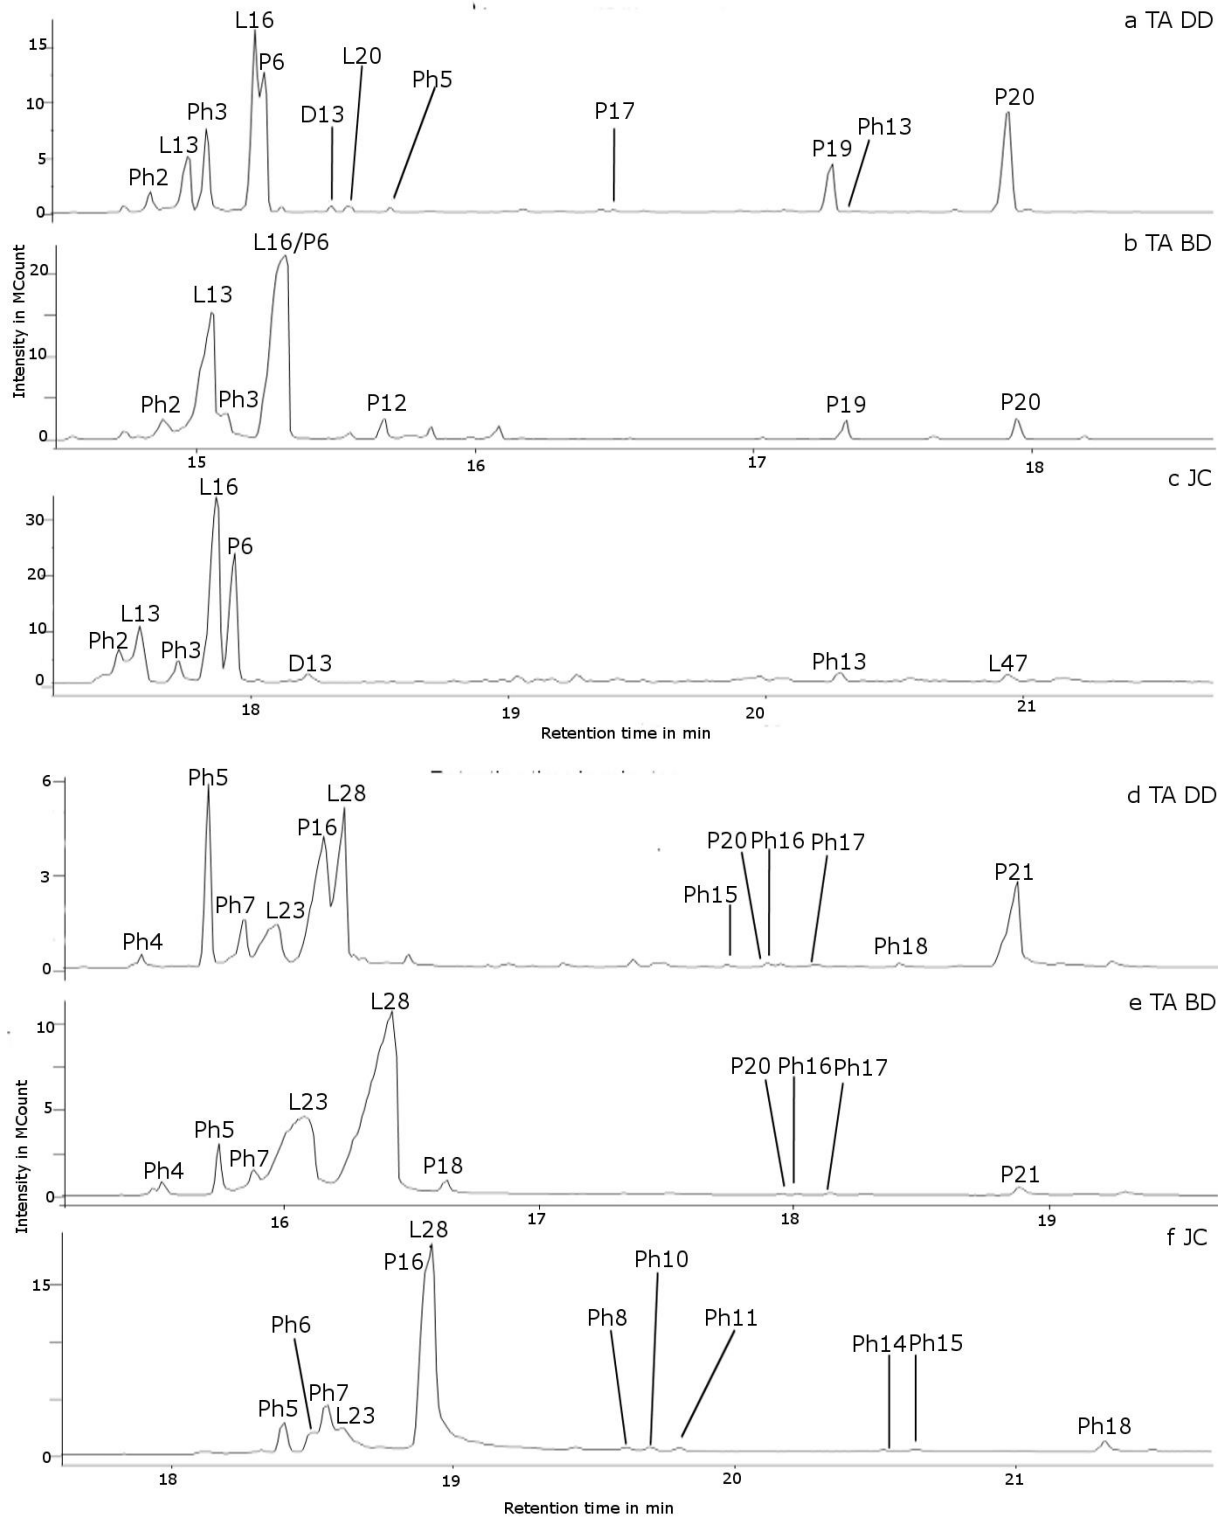 a TA DD
L16
P6
L20
Ph5
D13
Ph3
L13
Ph2
P17
P19
Ph13
P20
15
10
5
0
b TA BD
L16/P6
L13
Ph2
Ph3
P12
P19
P20
20
10
0
15
16
17
18
Intensity in MCount
c JC
L16
P6
L13
Ph2
Ph3
D13
Ph13
L47
30
20
10
0
18
19
20
21
Retention time in min
d TA DD
Ph5
L28
P16
Ph7
L23
Ph4
P20
Ph16
Ph17
Ph15
Ph18
P21
6
3
0
e TA BD
L28
L23
Ph5
Ph7
Ph4
P18
P20
Ph16
Ph17
P21
10
5
0
16
17
18
19
Intensity in MCount
f JC
L28
P16
Ph10
Ph8
Ph11
Ph6
Ph7
Ph5
L23
Ph14
Ph15
Ph18
15
0
18
19
20
21
Retention time in min